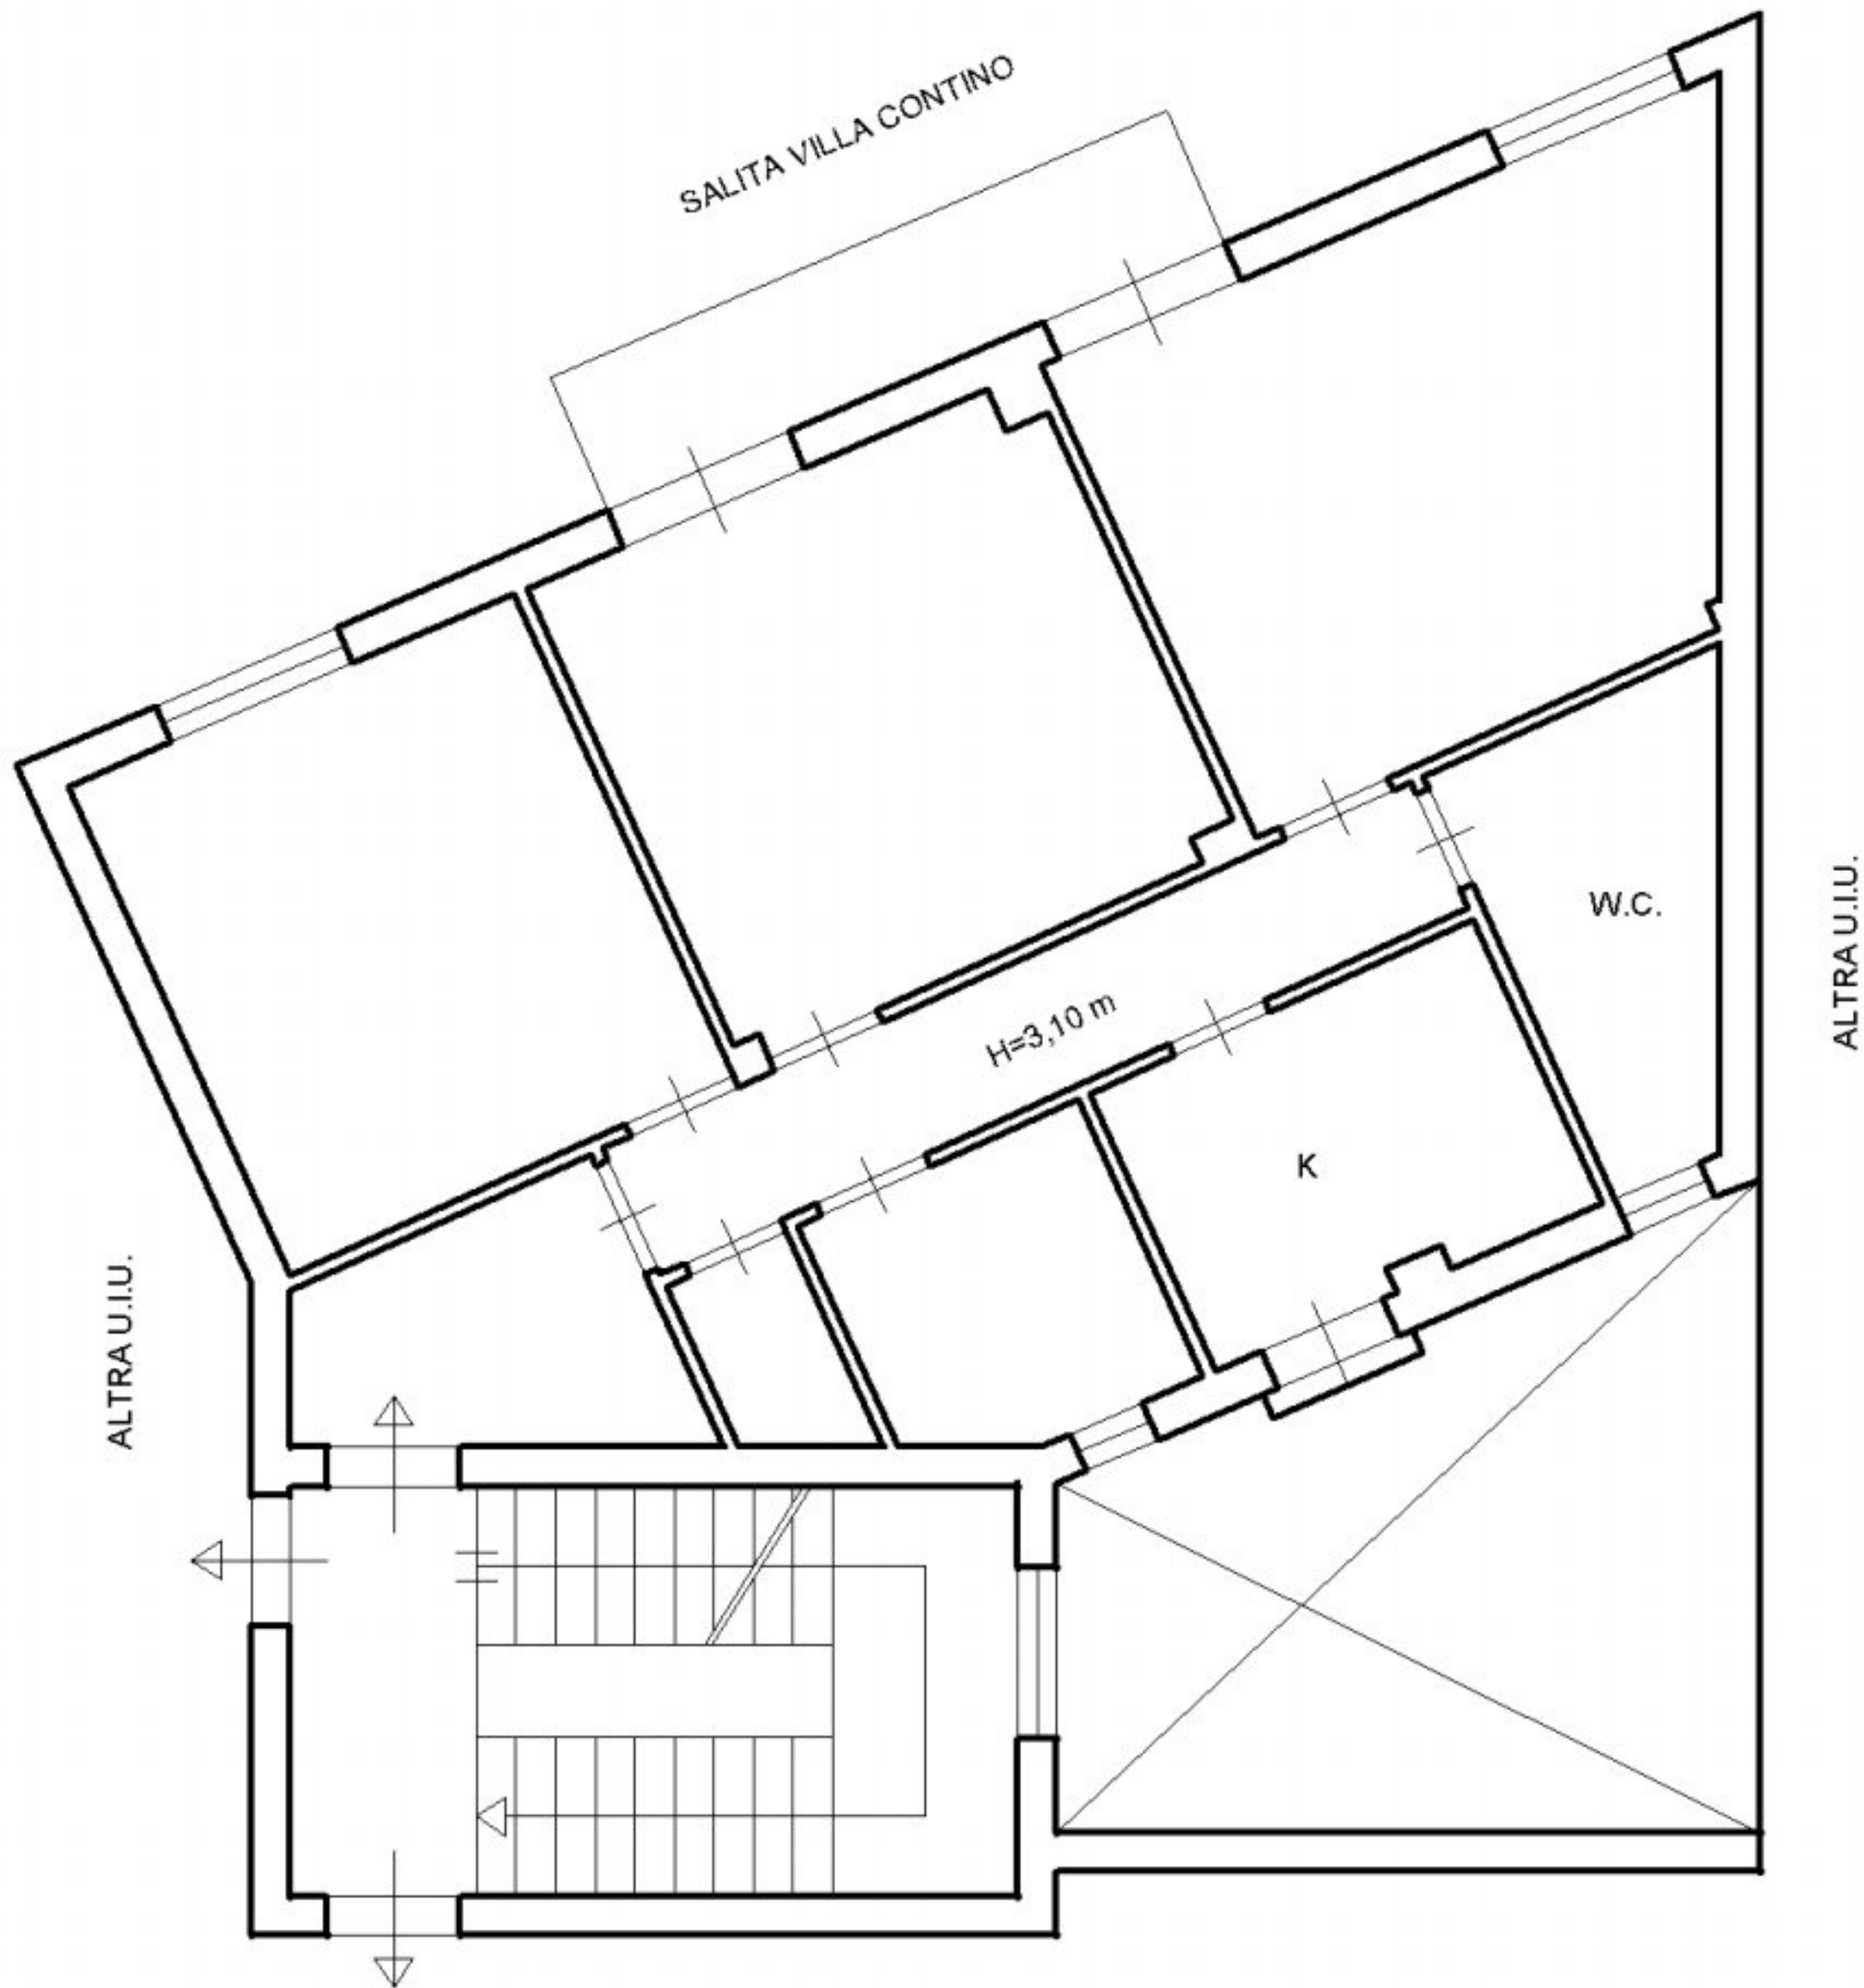 SALITA VILLA CONTINO
W.C.
ALTRA U.I.U.
H=3,10 m
K
ALTRA U.I.U.